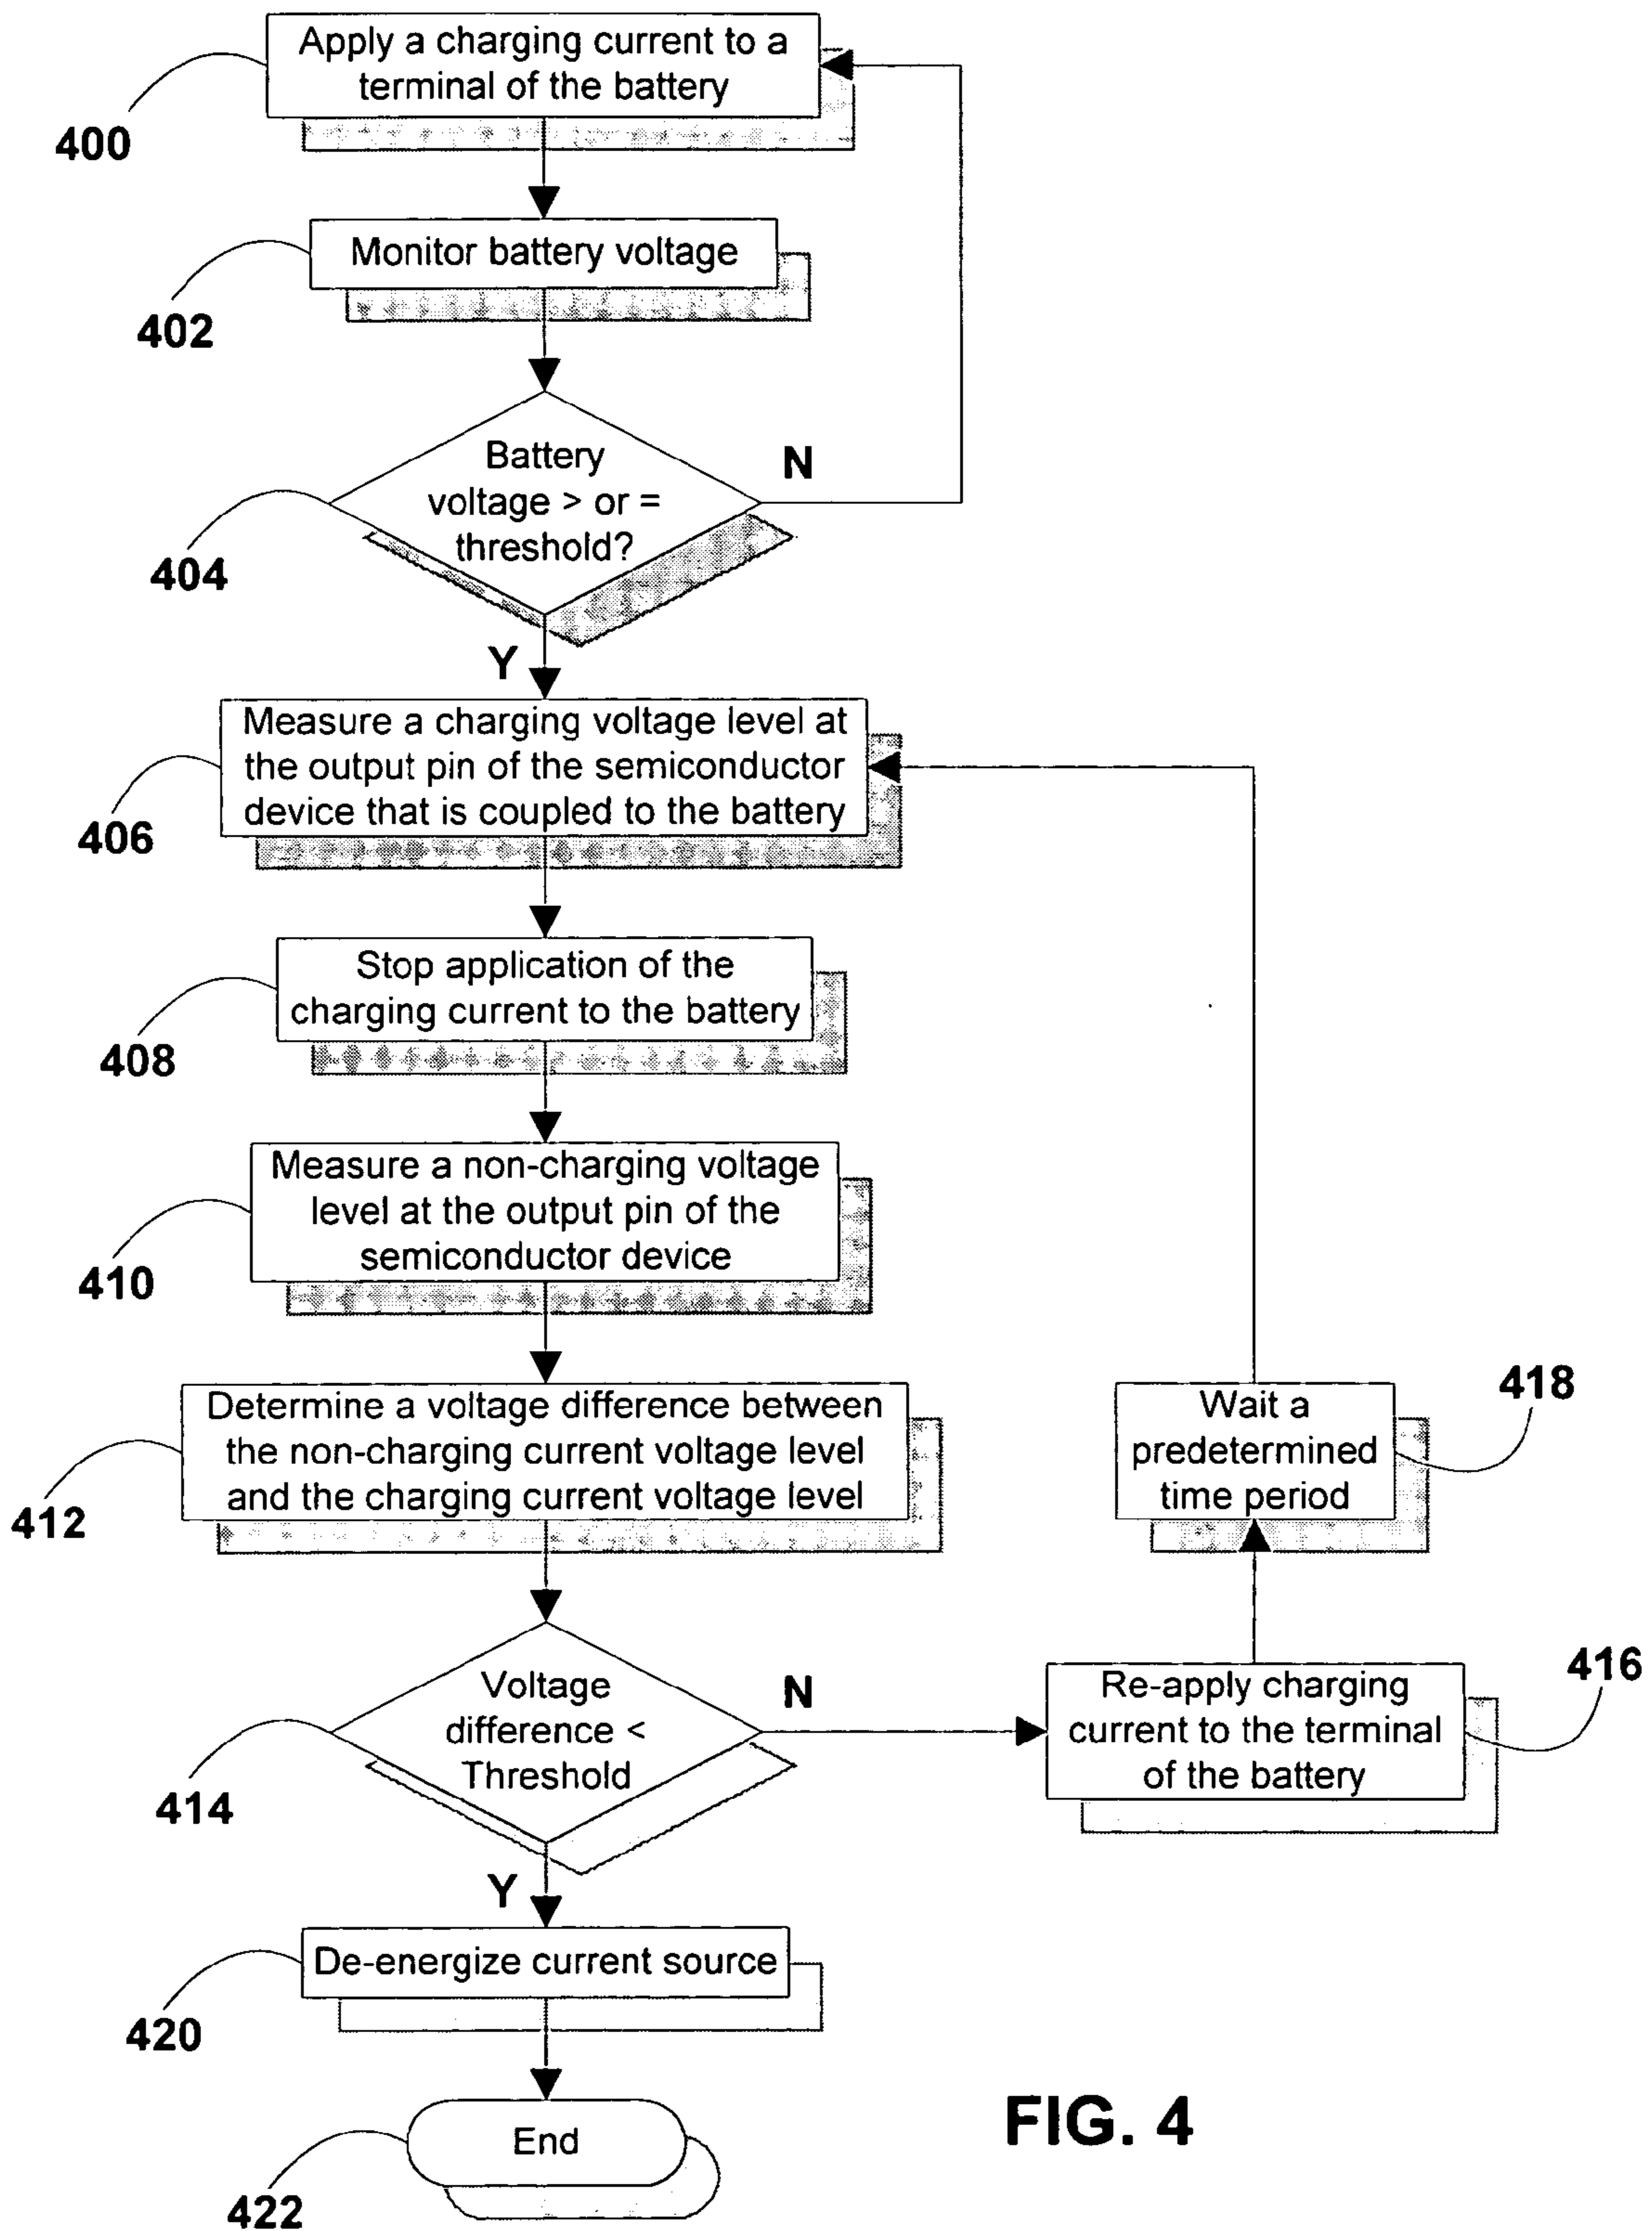 Apply a charging current to a
terminal of the battery
400
Monitor battery voltage
402
Battery
voltage > or =
threshold?
N
404
Y
Measure a charging voltage level at
the output pin of the semiconductor
device that is coupled to the battery
406
Stop application of the
charging current to the battery
408
Measure a non-charging voltage
level at the output pin of the
semiconductor device
410
Determine a voltage difference between
the non-charging current voltage level
and the charging current voltage level
412
Wait a
predetermined
time period
418
Voltage
difference <
Threshold
N
414
Re-apply charging
current to the terminal
of the battery
416
Y
De-energize current source
420
End
422
FIG. 4